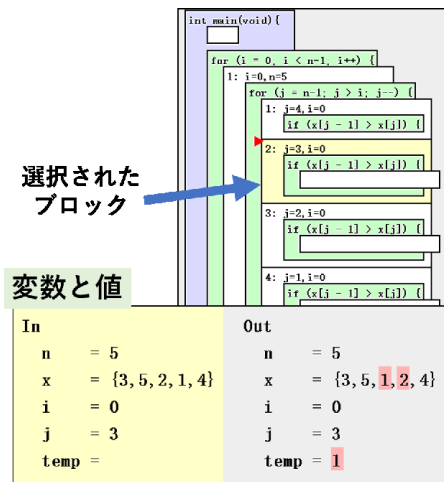 int main(void){
for (i = 0, i < n-1, i++) {
1: i=0,n=5
for (j = n-1; j > i; j--) {
1: j=4,i=0
if (x[j - 1] > x[j]) {
2: j=3,i=0
if (x[j - 1] > x[j]) {
選択された
ブロック
3: j=2,i=0
if (x[j - 1] > x[j]) {
4: j=1,i=0
if (x[j - 1] > x[j]) {
変数と値
In
n = 5
x = {3,5,2,1,4}
i = 0
j = 3
temp =
Out
n = 5
x = {3,5,1,2,4}
i = 0
j = 3
temp = 1